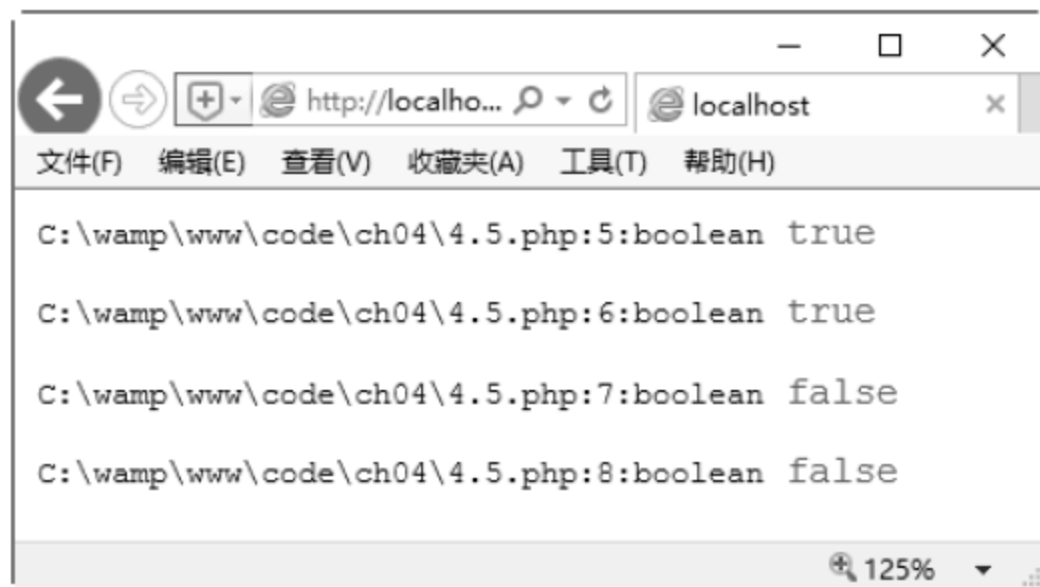 http://localho... localhost
文件(F) 编辑(E) 查看(V) 收藏夹(A) 工具(T) 帮助(H)
C:\wamp\www\code\ch04\4.5.php:5:boolean true
C:\wamp\www\code\ch04\4.5.php:6:boolean true
C:\wamp\www\code\ch04\4.5.php:7:boolean false
C:\wamp\www\code\ch04\4.5.php:8:boolean false
125%